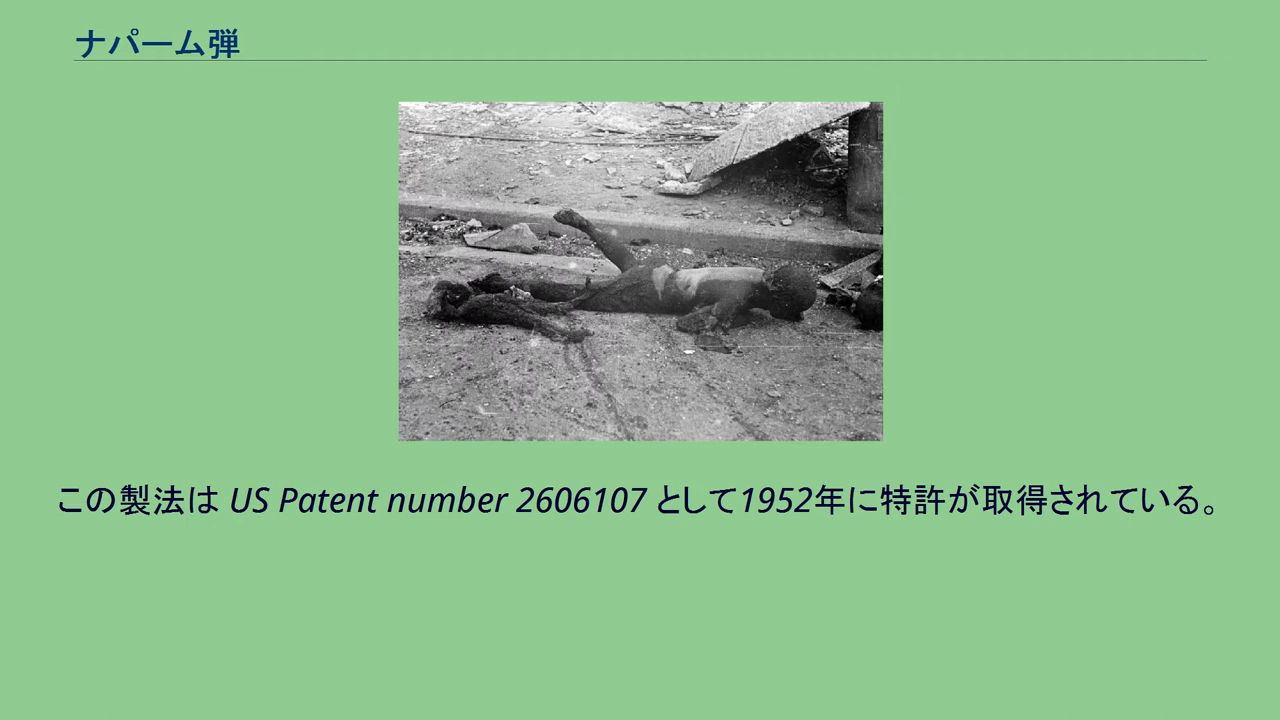 ナパーム弾
この製法は US Patent number 2606107 として1952年に特許が取得されている。